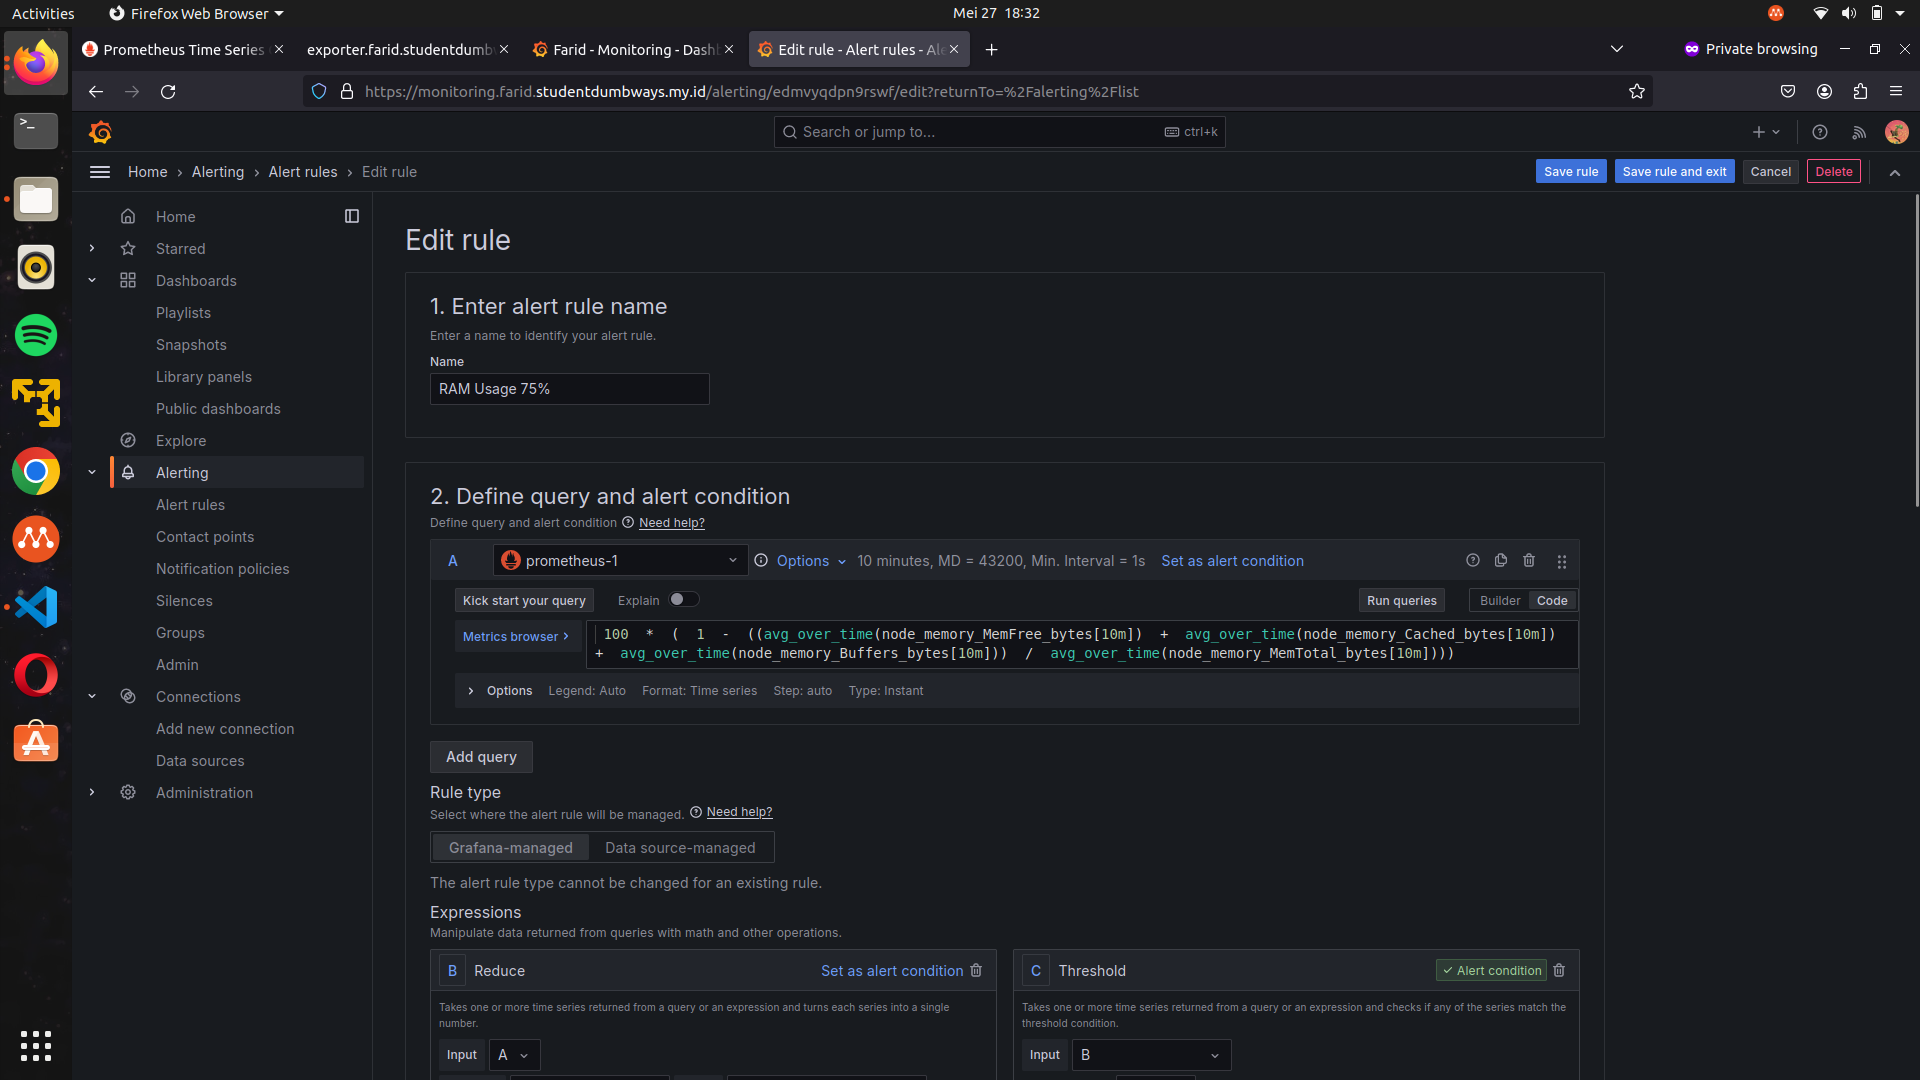 Activities
Firefox Web Browser
Mei 27 18:32
Prometheus Time Series
exporter.farid.studentdumb
Farid - Monitoring - Dash
Edit rule - Alert rules - Al
Private browsing
https://monitoring.farid.studentdumbways.my.id/alerting/edmvyqdpn9rswf/edit?returnTo=%2Falerting%2Flist
Search or jump to...
ctrl+k
Home › Alerting › Alert rules › Edit rule
Save rule
Save rule and exit
Cancel
Delete
Home
Starred
Dashboards
Playlists
Snapshots
Library panels
Public dashboards
Explore
Alerting
Alert rules
Contact points
Notification policies
Silences
Groups
Admin
Connections
Add new connection
Data sources
Administration
Edit rule
1. Enter alert rule name
Enter a name to identify your alert rule.
Name
RAM Usage 75%
2. Define query and alert condition
Define query and alert condition
Need help?
A
prometheus-1
Options
10 minutes, MD = 43200, Min. Interval = 1s
Set as alert condition
Kick start your query
Explain
Run queries
Builder
Code
Metrics browser >
100 * ( 1 - ((avg_over_time(node_memory_MemFree_bytes[10m]) + avg_over_time(node_memory_Cached_bytes[10m])
+ avg_over_time(node_memory_Buffers_bytes[10m])) / avg_over_time(node_memory_MemTotal_bytes[10m])))
Options
Legend: Auto
Format: Time series
Step: auto
Type: Instant
Add query
Rule type
Select where the alert rule will be managed.
Need help?
Grafana-managed
Data source-managed
The alert rule type cannot be changed for an existing rule.
Expressions
Manipulate data returned from queries with math and other operations.
B
Reduce
Set as alert condition
Takes one or more time series returned from a query or an expression and turns each series into a single
number.
Input
A
C
Threshold
Alert condition
Takes one or more time series returned from a query or an expression and checks if any of the series match the
threshold condition.
Input
B